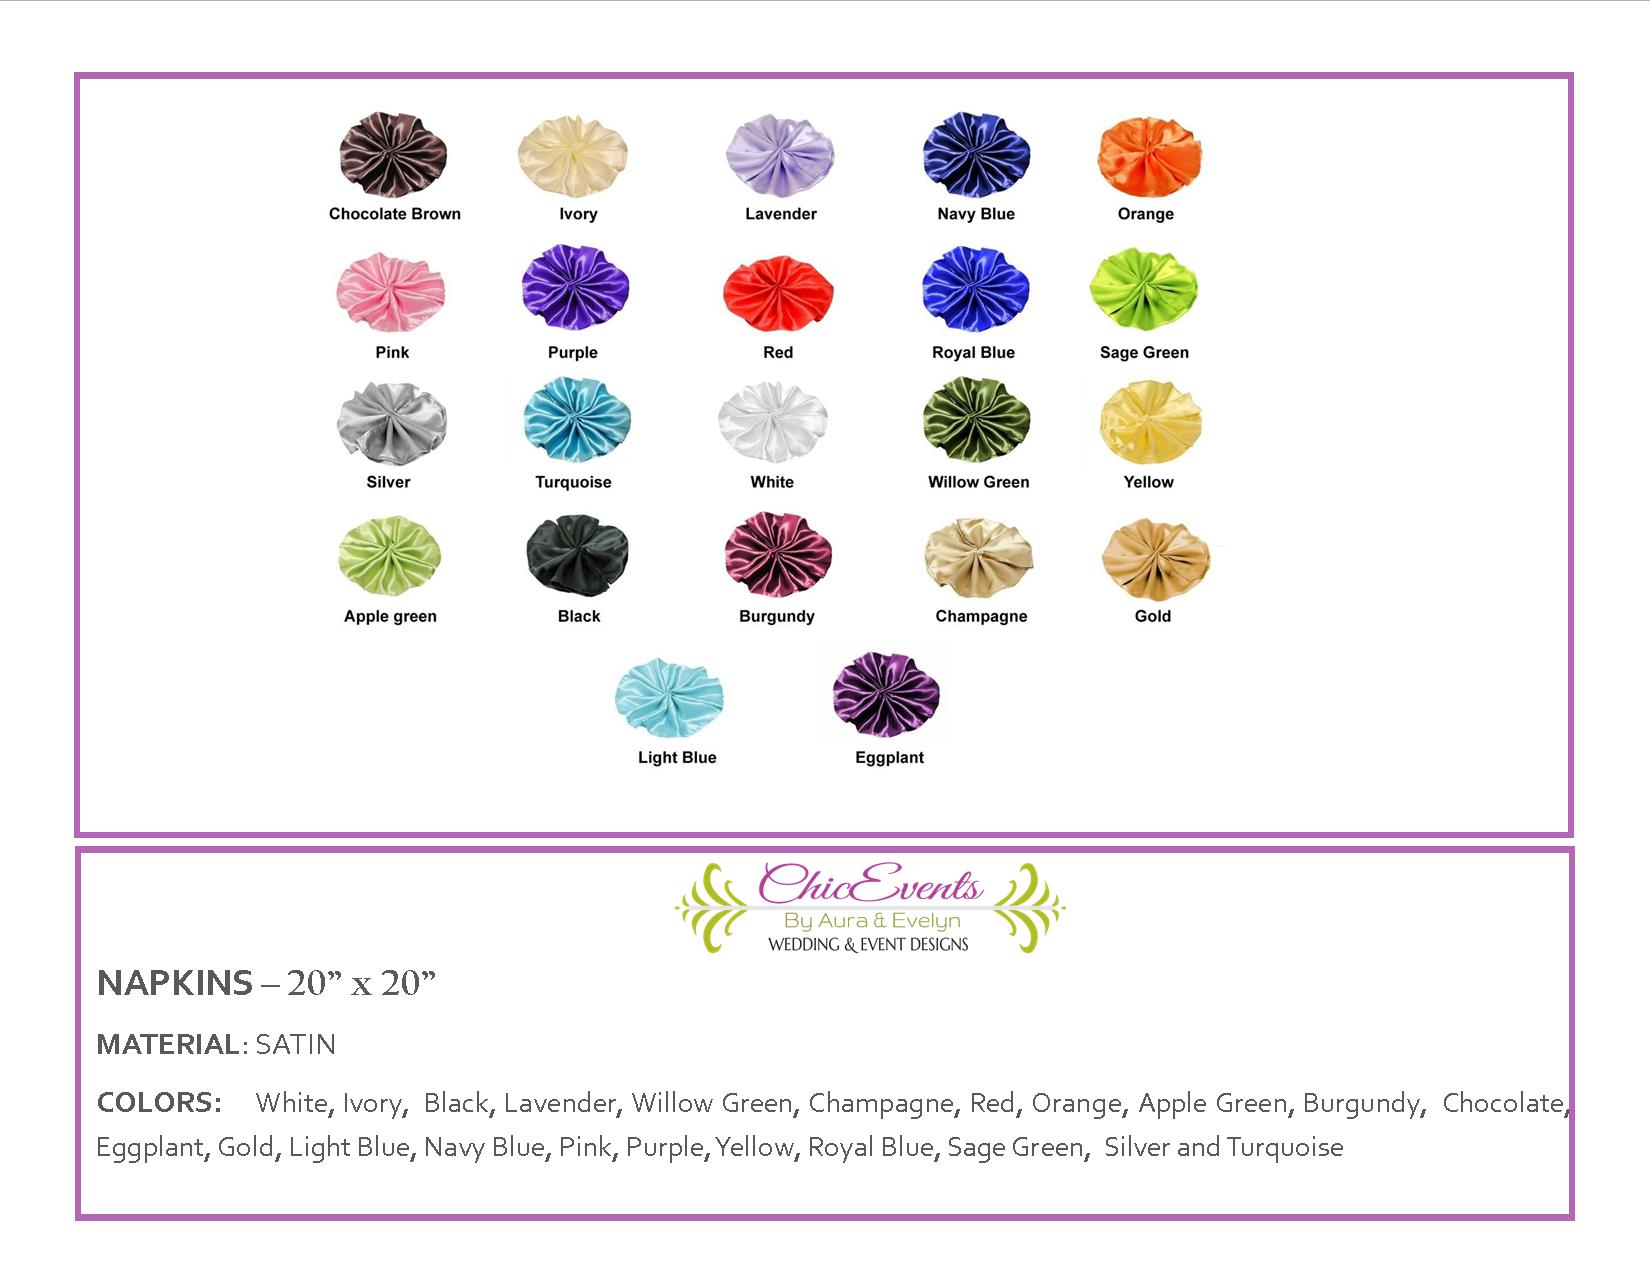 Chocolate Brown Ivory Lavender Navy Blue Orange
Pink Purple Red Royal Blue Sage Green
Silver Turquoise White Willow Green Yellow
Apple green Black Burgundy Champagne Gold
Light Blue Eggplant
ChicEvents
By Aura & Evelyn
WEDDING & EVENT DESIGNS
NAPKINS – 20” x 20”
MATERIAL: SATIN
COLORS: White, Ivory, Black, Lavender, Willow Green, Champagne, Red, Orange, Apple Green, Burgundy, Chocolate,
Eggplant, Gold, Light Blue, Navy Blue, Pink, Purple, Yellow, Royal Blue, Sage Green, Silver and Turquoise